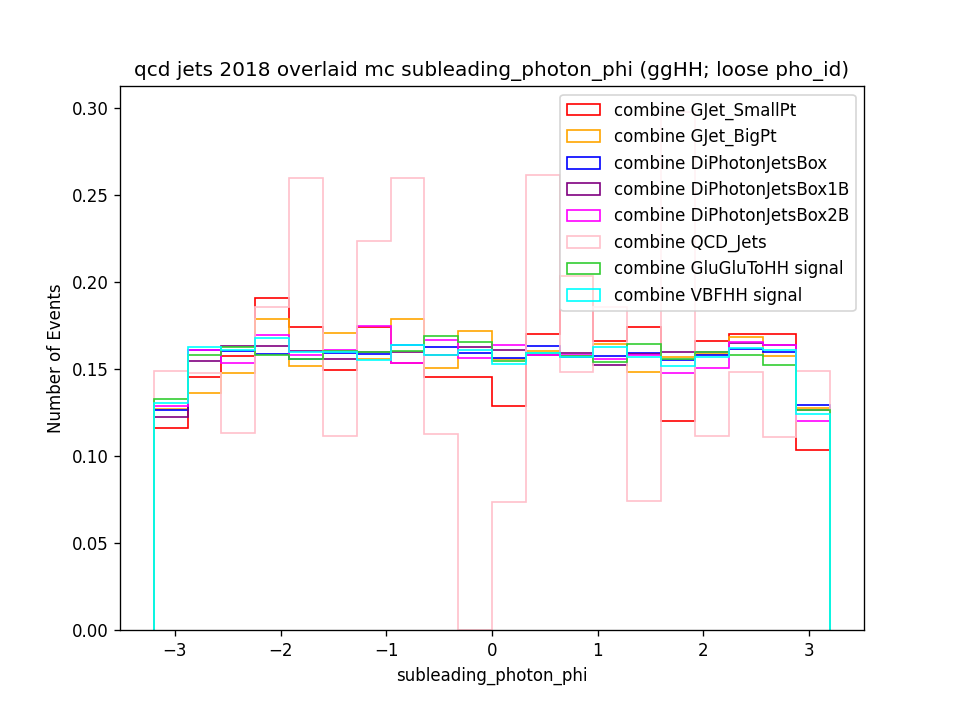 qcd jets 2018 overlaid mc subleading_photon_phi (ggHH; loose pho_id)
0.30
0.25
0.20
0.15
0.10
0.05
0.00
Number of Events
combine GJet_SmallPt
combine GJet_BigPt
combine DiPhotonJetsBox
combine DiPhotonJetsBox1B
combine DiPhotonJetsBox2B
combine QCD_Jets
combine GluGluToHH signal
combine VBFHH signal
−3 −2 −1 0 1 2 3
subleading_photon_phi